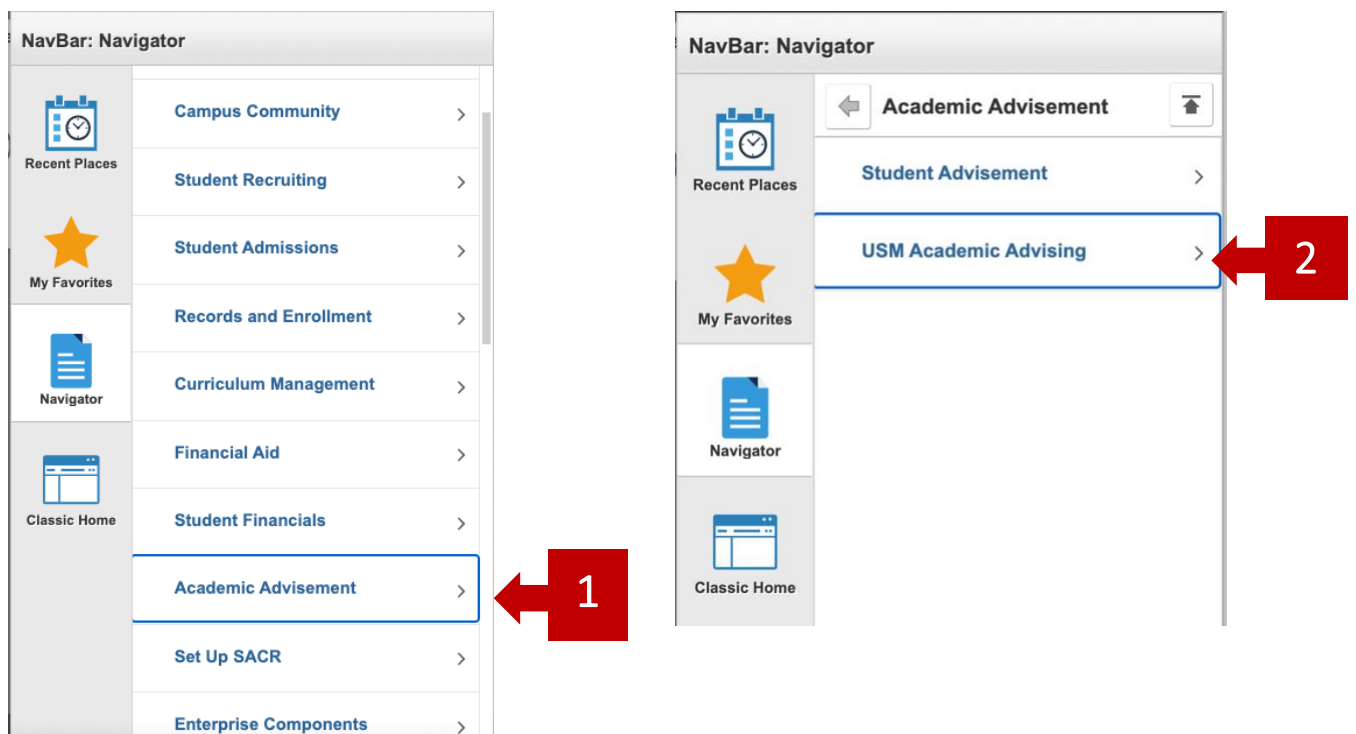 NavBar: Navigator
Recent Places
My Favorites
Navigator
Classic Home
Campus Community
Student Recruiting
Student Admissions
Records and Enrollment
Curriculum Management
Financial Aid
Student Financials
Academic Advisement
Set Up SACR
Enterprise Components
1
NavBar: Navigator
Recent Places
My Favorites
Navigator
Classic Home
Academic Advisement
Student Advisement
USM Academic Advising
2